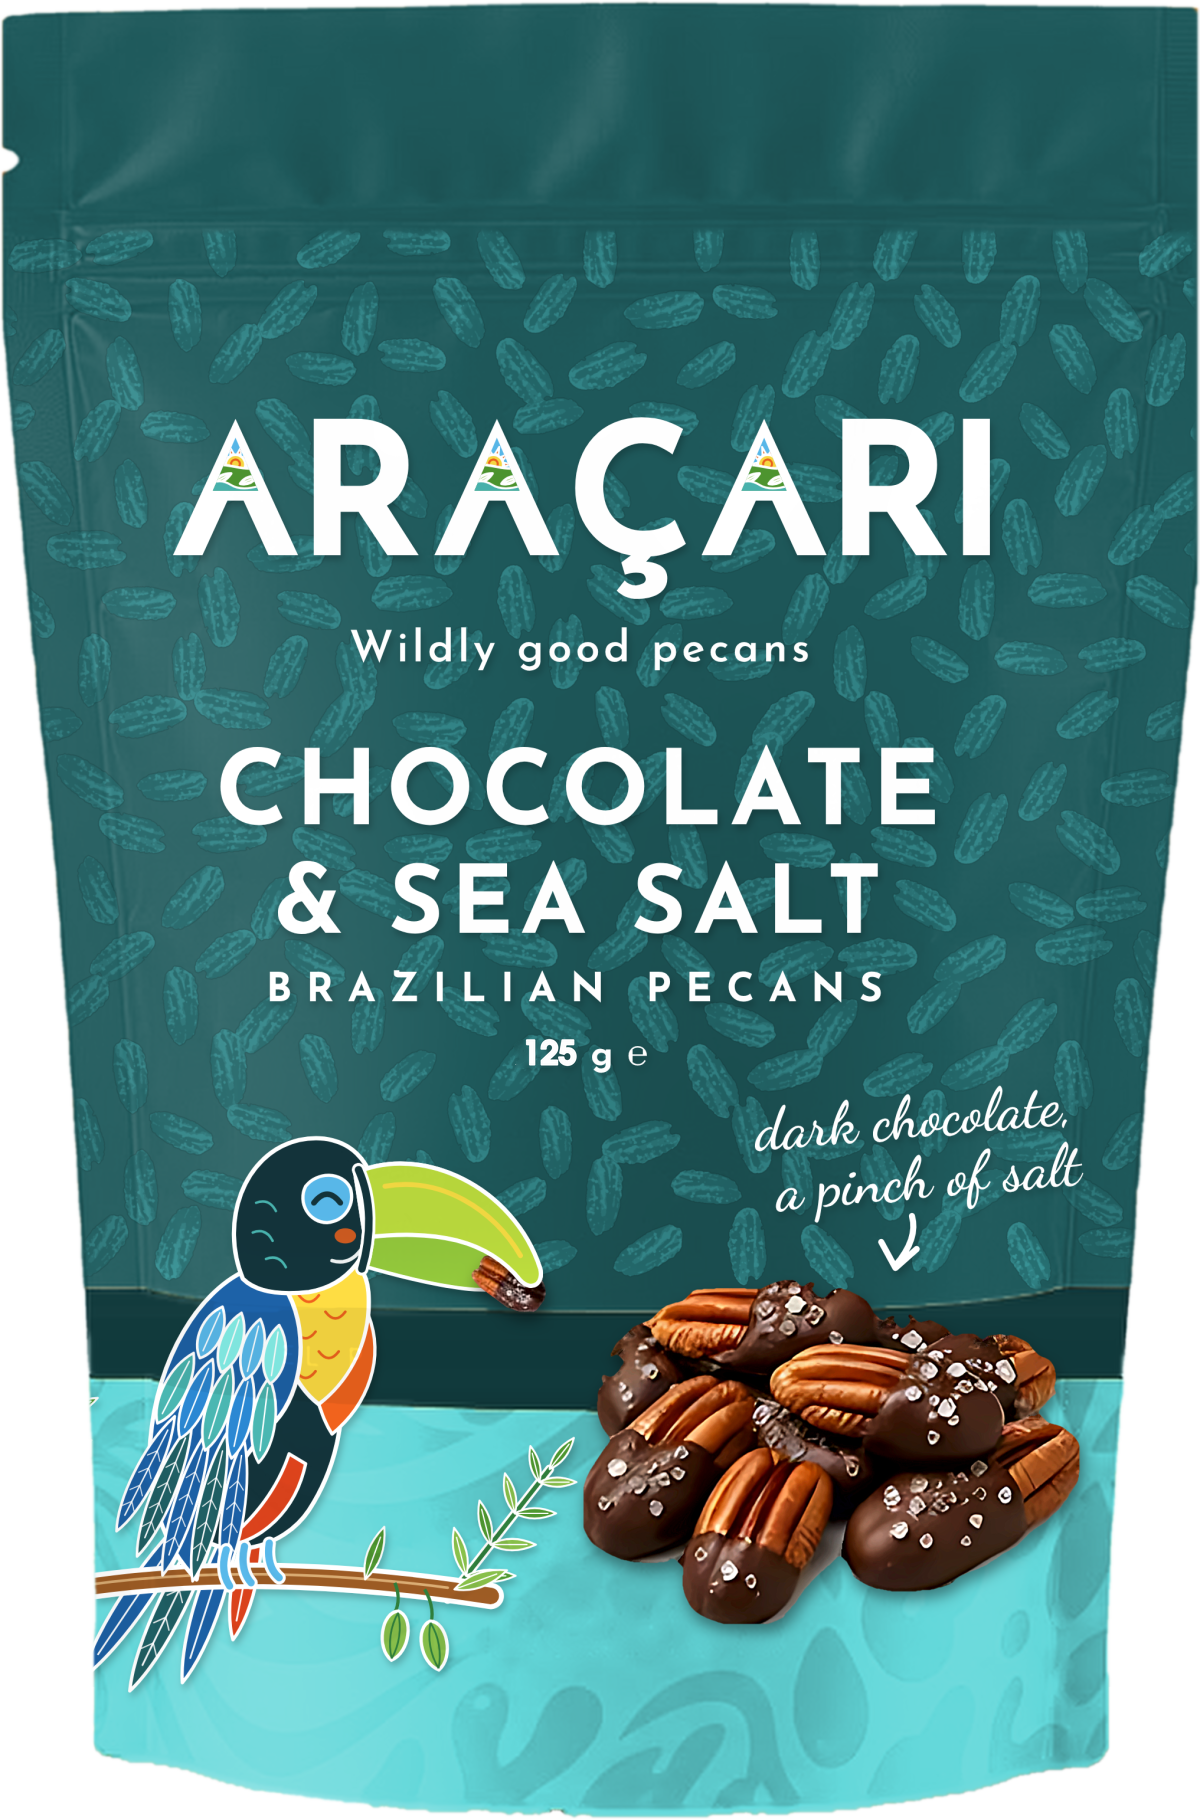 ARAÇARI
Wildly good pecans
CHOCOLATE
& SEA SALT
BRAZILIAN PECANS
125 g e
dark chocolate,
a pinch of salt